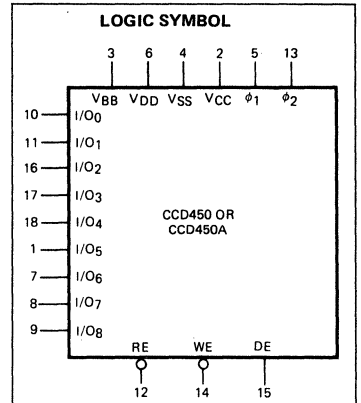 LOGIC SYMBOL
3 6 4 2 5 13
VBB VDD VSS VCC ϕ1 ϕ2
10 I/O0
11 I/O1
16 I/O2
17 I/O3
18 I/O4
1 I/O5
7 I/O6
8 I/O7
9 I/O8
CCD450 OR
CCD450A
RE WE DE
12 14 15